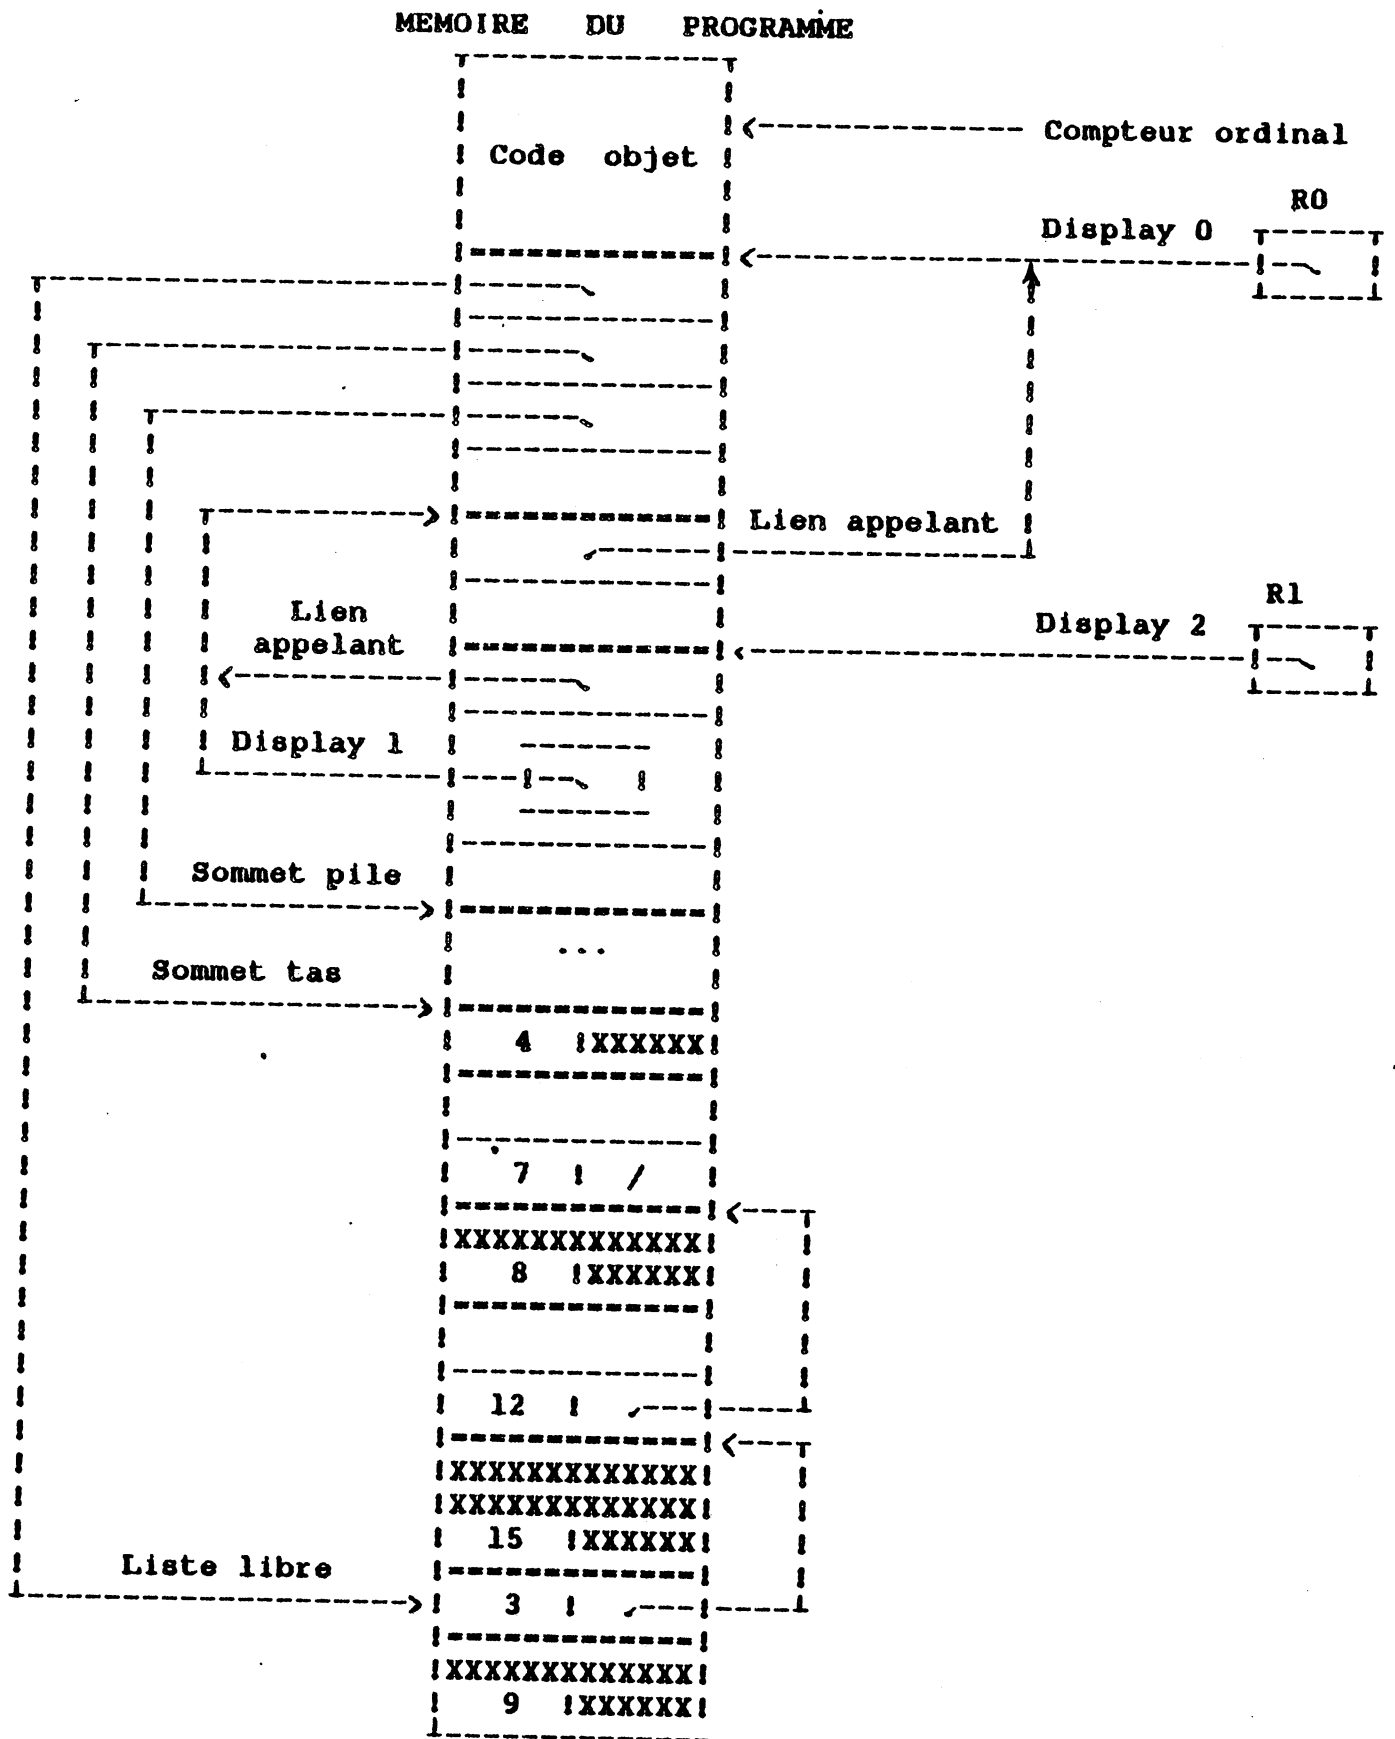 MEMOIRE DU PROGRAMME
Compteur ordinal
Code objet
R0
Display 0
Lien appelant
R1
Lien
appelant
Display 2
Display 1
Sommet pile
...
Sommet tas
4 !XXXXXX!
7 ! /
!XXXXXXXXXXXXX!
8 !XXXXXX!
12 !
!XXXXXXXXXXXXX!
!XXXXXXXXXXXXX!
15 !XXXXXX!
Liste libre
3 !
!XXXXXXXXXXXXX!
9 !XXXXXX!